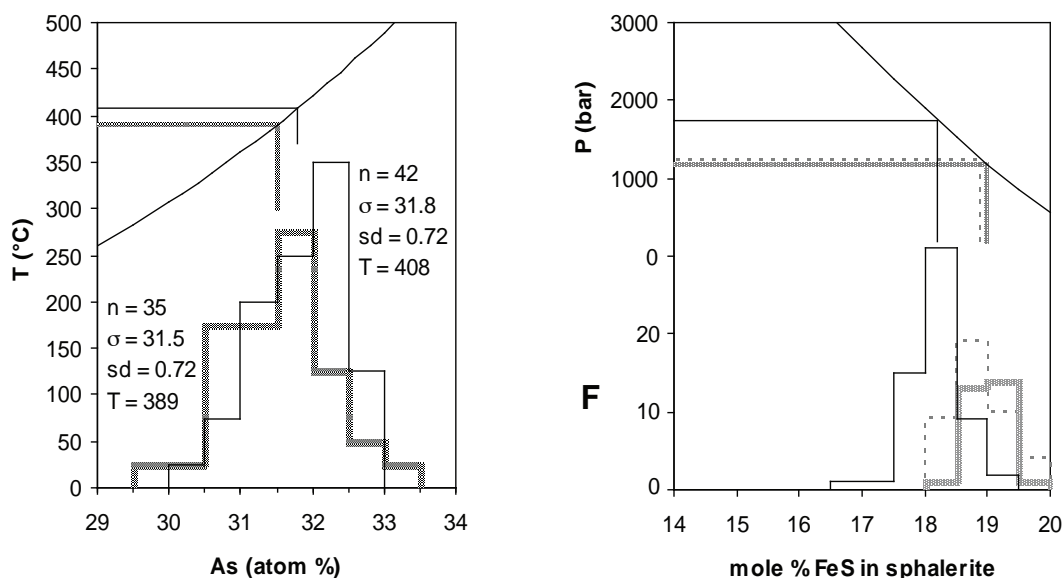 500
450
400
350
300
250
200
150
100
50
0
T (°C)
n = 42
σ = 31.8
sd = 0.72
T = 408
n = 35
σ = 31.5
sd = 0.72
T = 389
29 30 31 32 33 34
As (atom %)
3000
2000
1000
0
P (bar)
20
10
0
F
14 15 16 17 18 19 20
mole % FeS in sphalerite